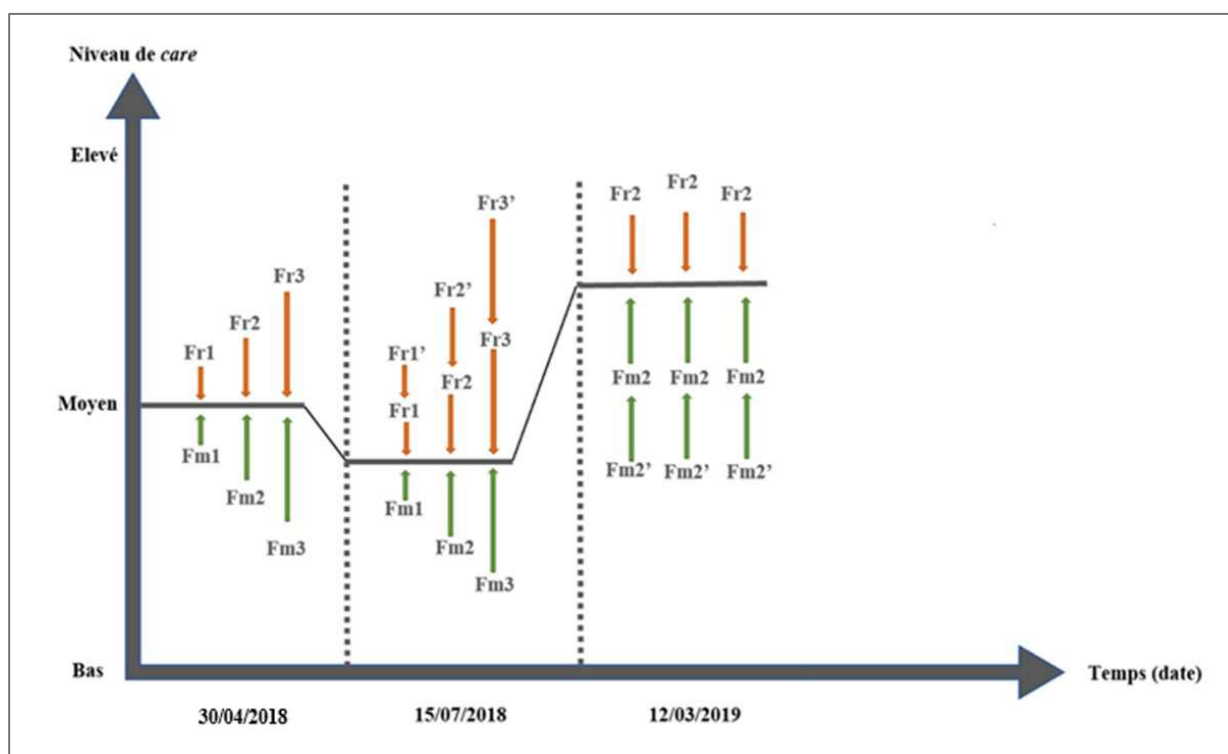 Niveau de care
Elevé
Fr2
Fr2 Fr2
Fr3’
Fr3
Fr2’
Fr2
Fr3
Fr1
Fr1’
Fr2
Fm2 Fm2 Fm2
Moyen
Fr1
Fm1
Fm2’ Fm2’ Fm2’
Fm2
Fm1
Fm3
Fm2
Fm3
Bas
Temps (date)
30/04/2018 15/07/2018 12/03/2019